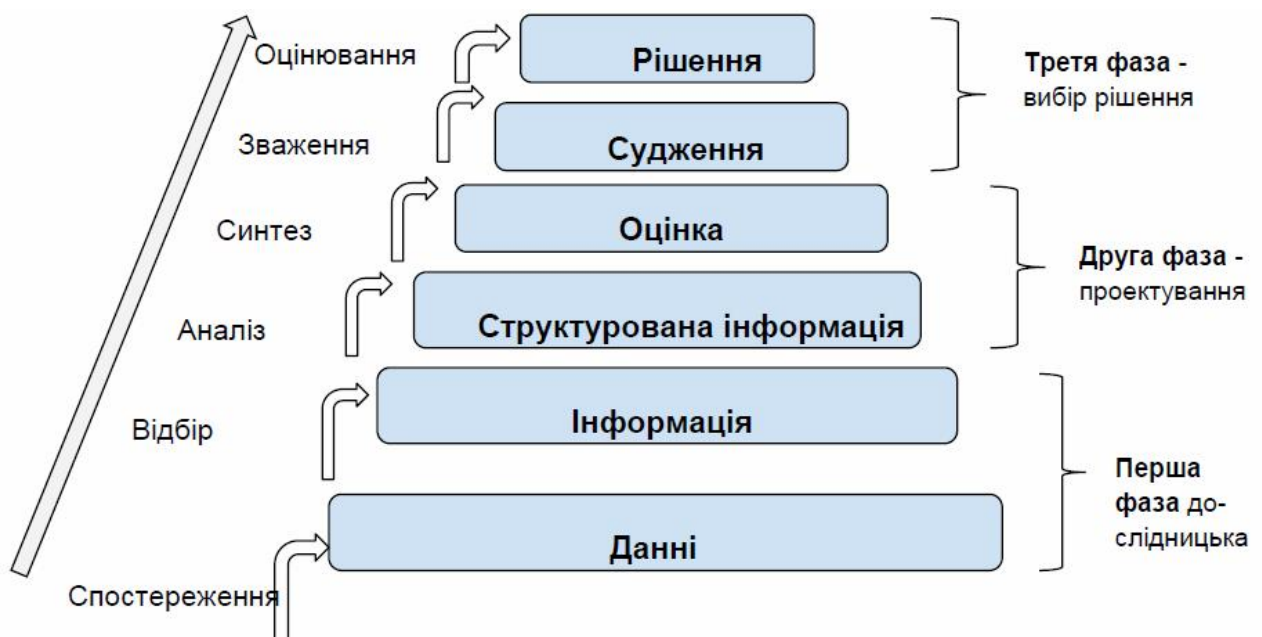 Оцінювання
Рішення
Третя фаза -
вибір рішення
Зваження
Судження
Синтез
Оцінка
Друга фаза -
проектування
Аналіз
Структурована інформація
Відбір
Інформація
Перша
фаза до-
слідницька
Данні
Спостереження